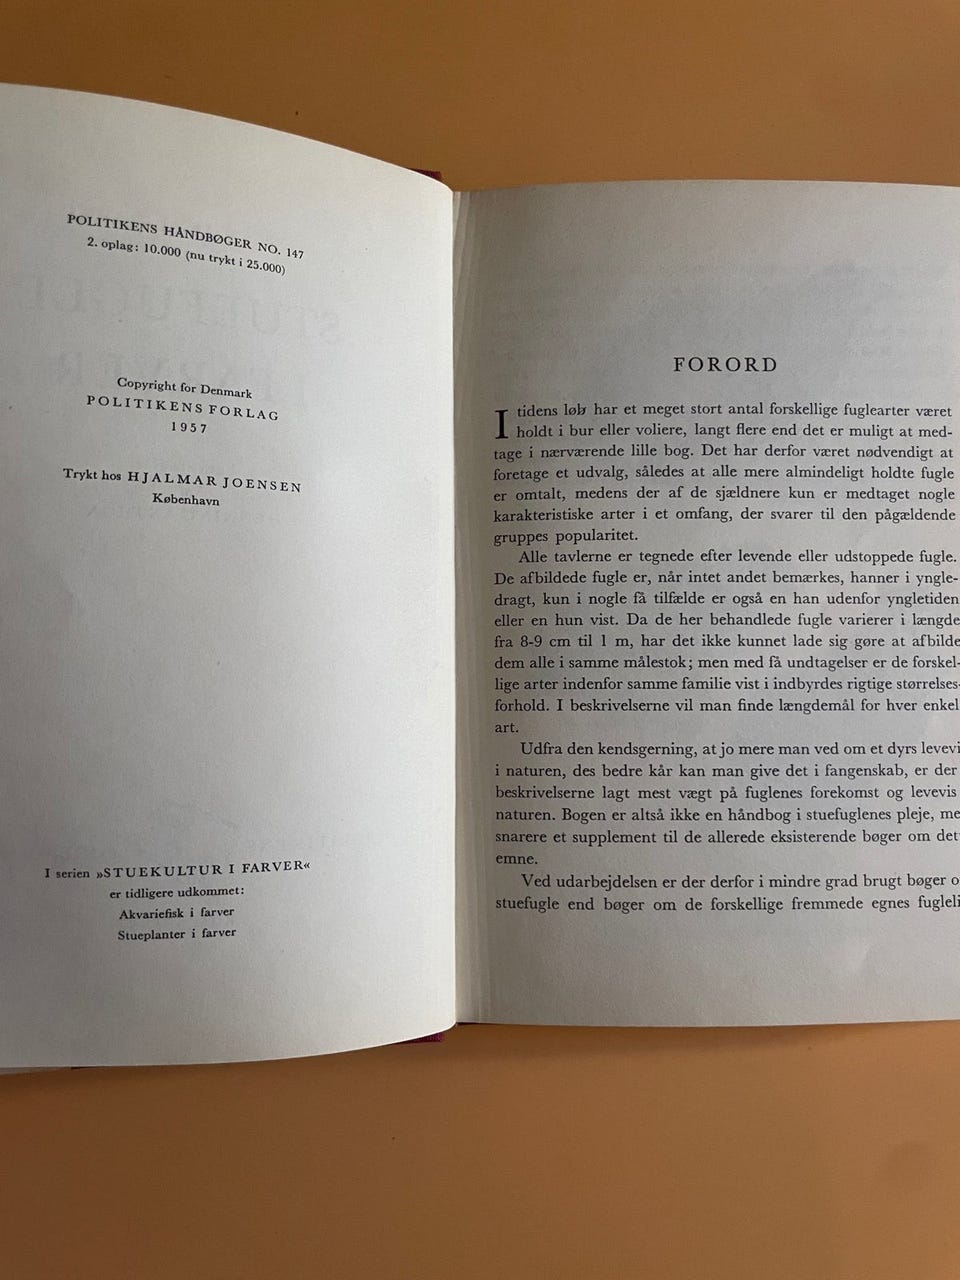 POLITIKENS HÅNDBØGER NO. 147
2. oplag: 10.000 (nu trykt i 25.000)
Copyright for Denmark
POLITIKENS FORLAG
1957
Trykt hos HJALMAR JOENSEN
København
I serien »STUEKULTUR I FARVER«
er tidligere udkommet:
Akvariefisk i farver
Stueplanter i farver
FORORD
I tidens løb har et meget stort antal forskellige fuglearter været
holdt i bur eller voliere, langt flere end det er muligt at med-
tage i nærværende lille bog. Det har derfor været nødvendigt at
foretage et udvalg, således at alle mere almindeligt holdte fugle
er omtalt, medens der af de sjældnere kun er medtaget nogle
karakteristiske arter i et omfang, der svarer til den pågældende
gruppes popularitet.
Alle tavlerne er tegnede efter levende eller udstoppede fugle.
De afbildede fugle er, når intet andet bemærkes, hanner i yngle-
dragt, kun i nogle få tilfælde er også en han udenfor yngletiden
eller en hun vist. Da de her behandlede fugle varierer i længde
fra 8-9 cm til 1 m, har det ikke kunnet lade sig gøre at afbilde
dem alle i samme målestok; men med få undtagelser er de forskel-
lige arter indenfor samme familie vist i indbyrdes rigtige størrelses-
forhold. I beskrivelserne vil man finde længdemål for hver enkel
art.
Udfra den kendsgerning, at jo mere man ved om et dyrs levevi
i naturen, des bedre kår kan man give det i fangenskab, er der
beskrivelserne lagt mest vægt på fuglenes forekomst og levevis
naturen. Bogen er altså ikke en håndbog i stuefuglenes pleje, me
snarere et supplement til de allerede eksisterende bøger om det
emne.
Ved udarbejdelsen er der derfor i mindre grad brugt bøger o
stuefugle end bøger om de forskellige fremmede egnes fugleli